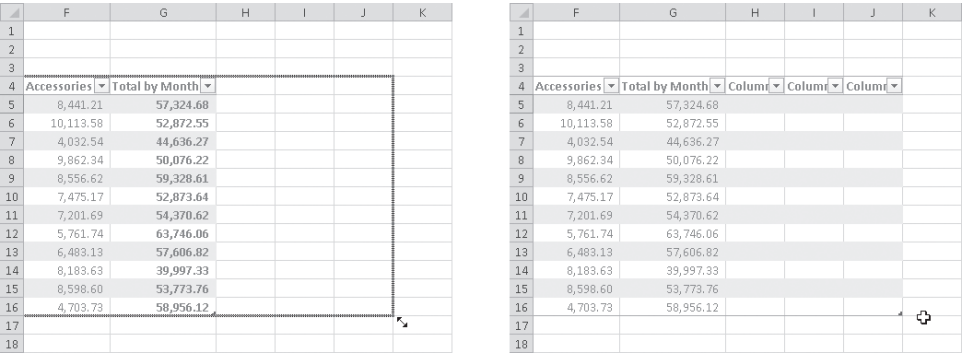 F G H I J K
1
2
3
4 Accessories Total by Month
5 8,441.21 57,324.68
6 10,113.58 52,872.55
7 4,032.54 44,636.27
8 9,862.34 50,076.22
9 8,556.62 59,328.61
10 7,475.17 52,873.64
11 7,201.69 54,370.62
12 5,761.74 63,746.06
13 6,483.13 57,606.82
14 8,183.63 39,997.33
15 8,598.60 53,773.76
16 4,703.73 58,956.12
17
18
F G H I J K
1
2
3
4 Accessories Total by Month Column Column Column
5 8,441.21 57,324.68
6 10,113.58 52,872.55
7 4,032.54 44,636.27
8 9,862.34 50,076.22
9 8,556.62 59,328.61
10 7,475.17 52,873.64
11 7,201.69 54,370.62
12 5,761.74 63,746.06
13 6,483.13 57,606.82
14 8,183.63 39,997.33
15 8,598.60 53,773.76
16 4,703.73 58,956.12
17
18